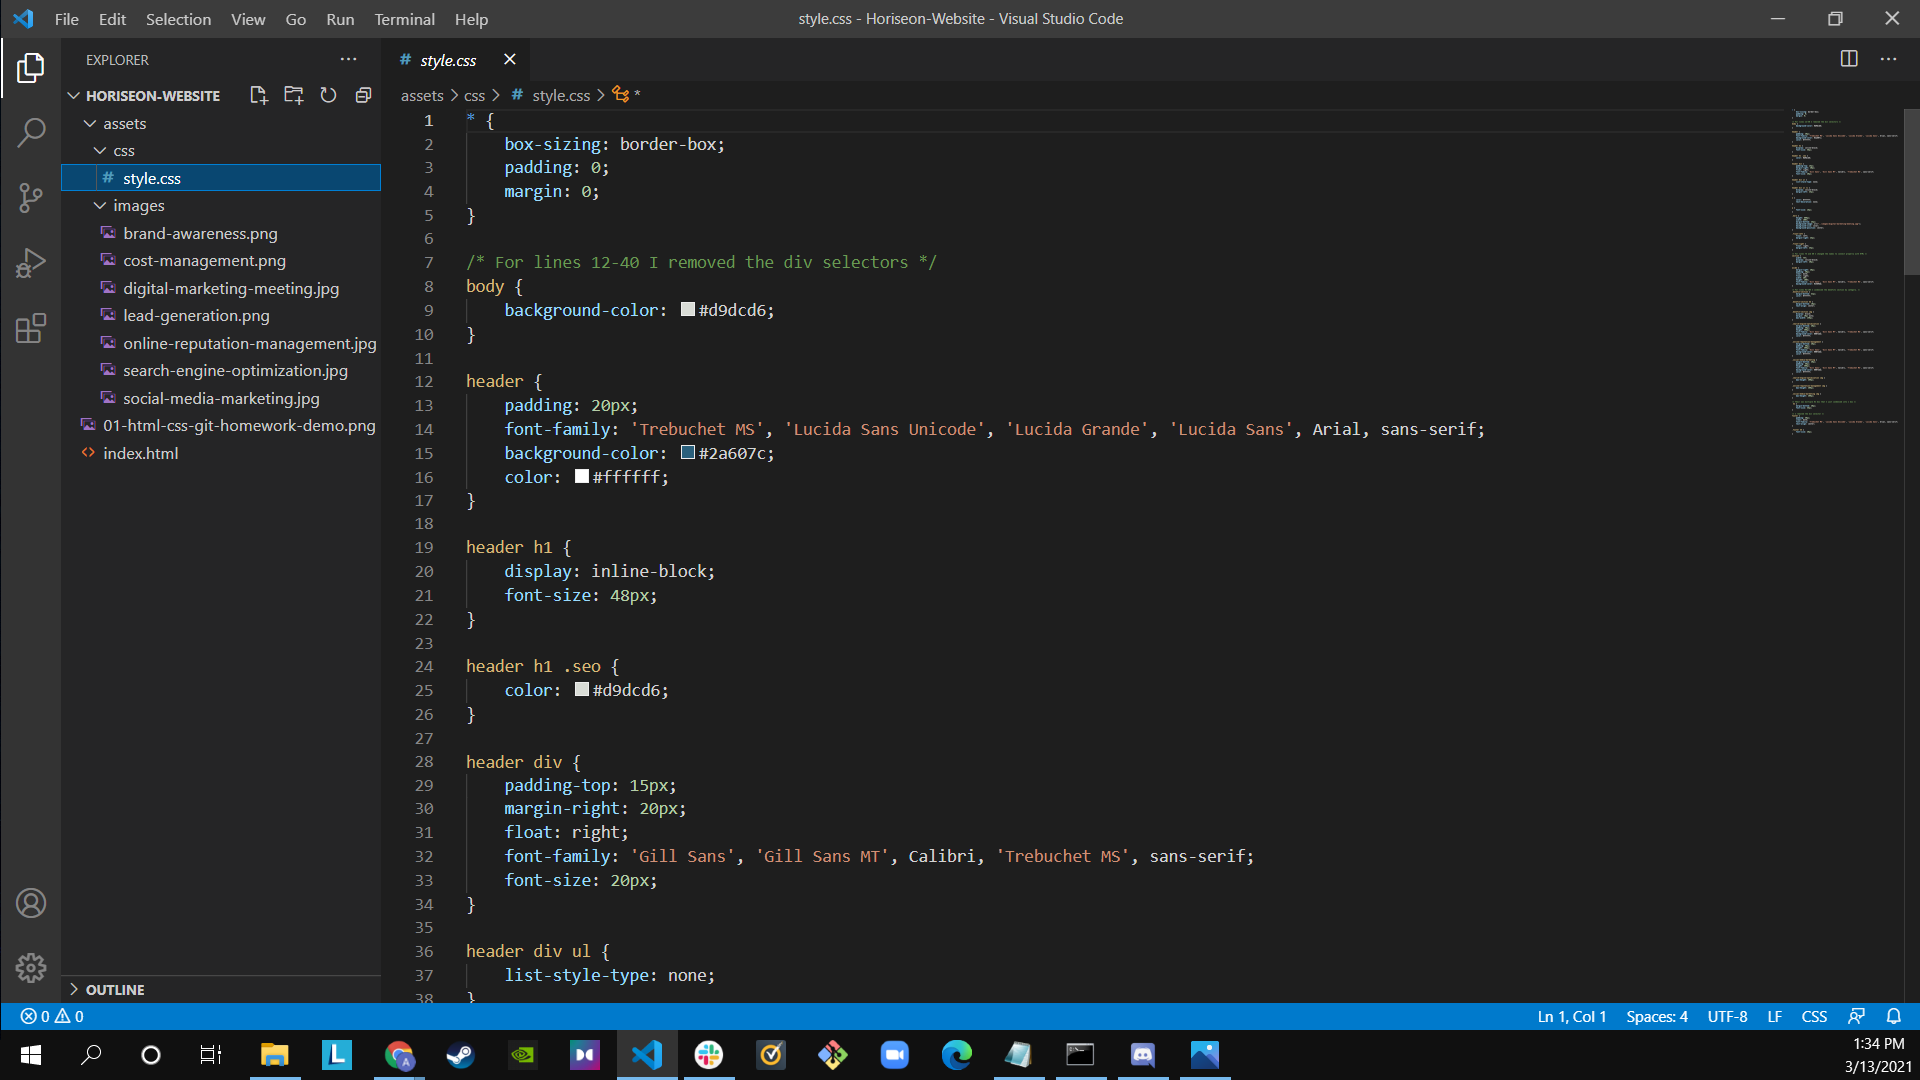 File Edit Selection View Go Run Terminal Help
style.css - Horiseon-Website - Visual Studio Code
EXPLORER
HORISEON-WEBSITE
assets
css
# style.css
images
brand-awareness.png
cost-management.png
digital-marketing-meeting.jpg
lead-generation.png
online-reputation-management.jpg
search-engine-optimization.jpg
social-media-marketing.jpg
01-html-css-git-homework-demo.png
<> index.html
OUTLINE
# style.css
assets > css > # style.css > *
1 * {
2 box-sizing: border-box;
3 padding: 0;
4 margin: 0;
5 }
6
7 /* For lines 12-40 I removed the div selectors */
8 body {
9 background-color: #d9dcd6;
10 }
11
12 header {
13 padding: 20px;
14 font-family: 'Trebuchet MS', 'Lucida Sans Unicode', 'Lucida Grande', 'Lucida Sans', Arial, sans-serif;
15 background-color: #2a607c;
16 color: #ffffff;
17 }
18
19 header h1 {
20 display: inline-block;
21 font-size: 48px;
22 }
23
24 header h1 .seo {
25 color: #d9dcd6;
26 }
27
28 header div {
29 padding-top: 15px;
30 margin-right: 20px;
31 float: right;
32 font-family: 'Gill Sans', 'Gill Sans MT', Calibri, 'Trebuchet MS', sans-serif;
33 font-size: 20px;
34 }
35
36 header div ul {
37 list-style-type: none;
38 }
0 0
Ln 1, Col 1 Spaces: 4 UTF-8 LF CSS
L
A
1:34 PM
3/13/2021